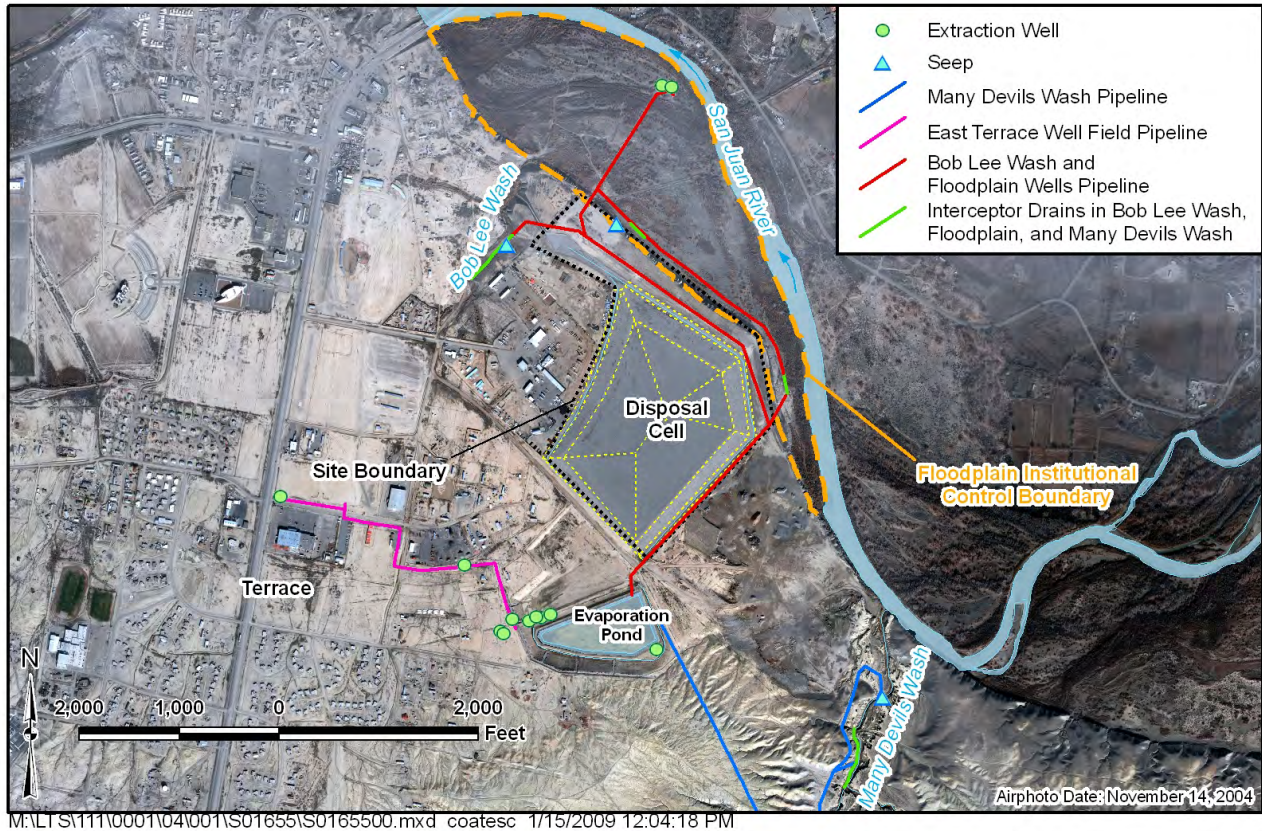 Extraction Well
Seep
Many Devils Wash Pipeline
East Terrace Well Field Pipeline
Bob Lee Wash and
Floodplain Wells Pipeline
Interceptor Drains in Bob Lee Wash,
Floodplain, and Many Devils Wash
San Juan River
Bob Lee Wash
Disposal
Cell
Site Boundary
Floodplain Institutional
Control Boundary
Terrace
Evaporation
Pond
Many Devils Wash
N
2,000 1,000 0 2,000
Feet
Airphoto Date: November 14, 2004
M:\LTS\111\0001\04\001\S01655\S0165500.mxd coatesc 1/15/2009 12:04:18 PM